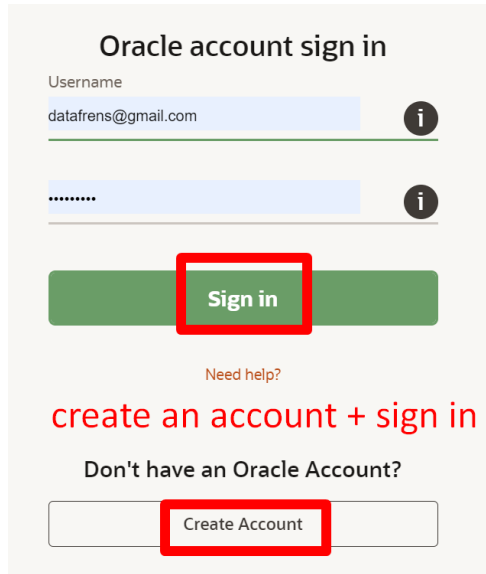 Oracle account sign in
Username
datafrens@gmail.com
i
•••••••••
i
Sign in
Need help?
create an account + sign in
Don't have an Oracle Account?
Create Account